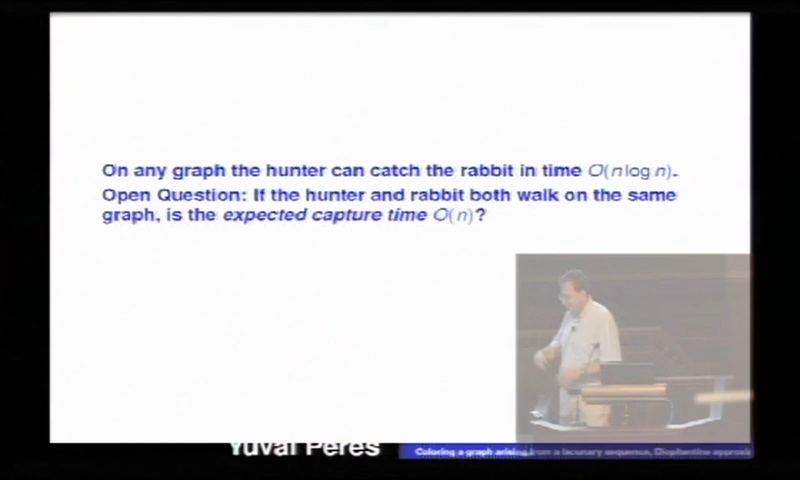 On any graph the hunter can catch the rabbit in time O(n log n).
Open Question: If the hunter and rabbit both walk on the same
graph, is the expected capture time O(n)?
Yuval Peres
Coloring a graph arising from a lacunary sequence, Diophantine approxi